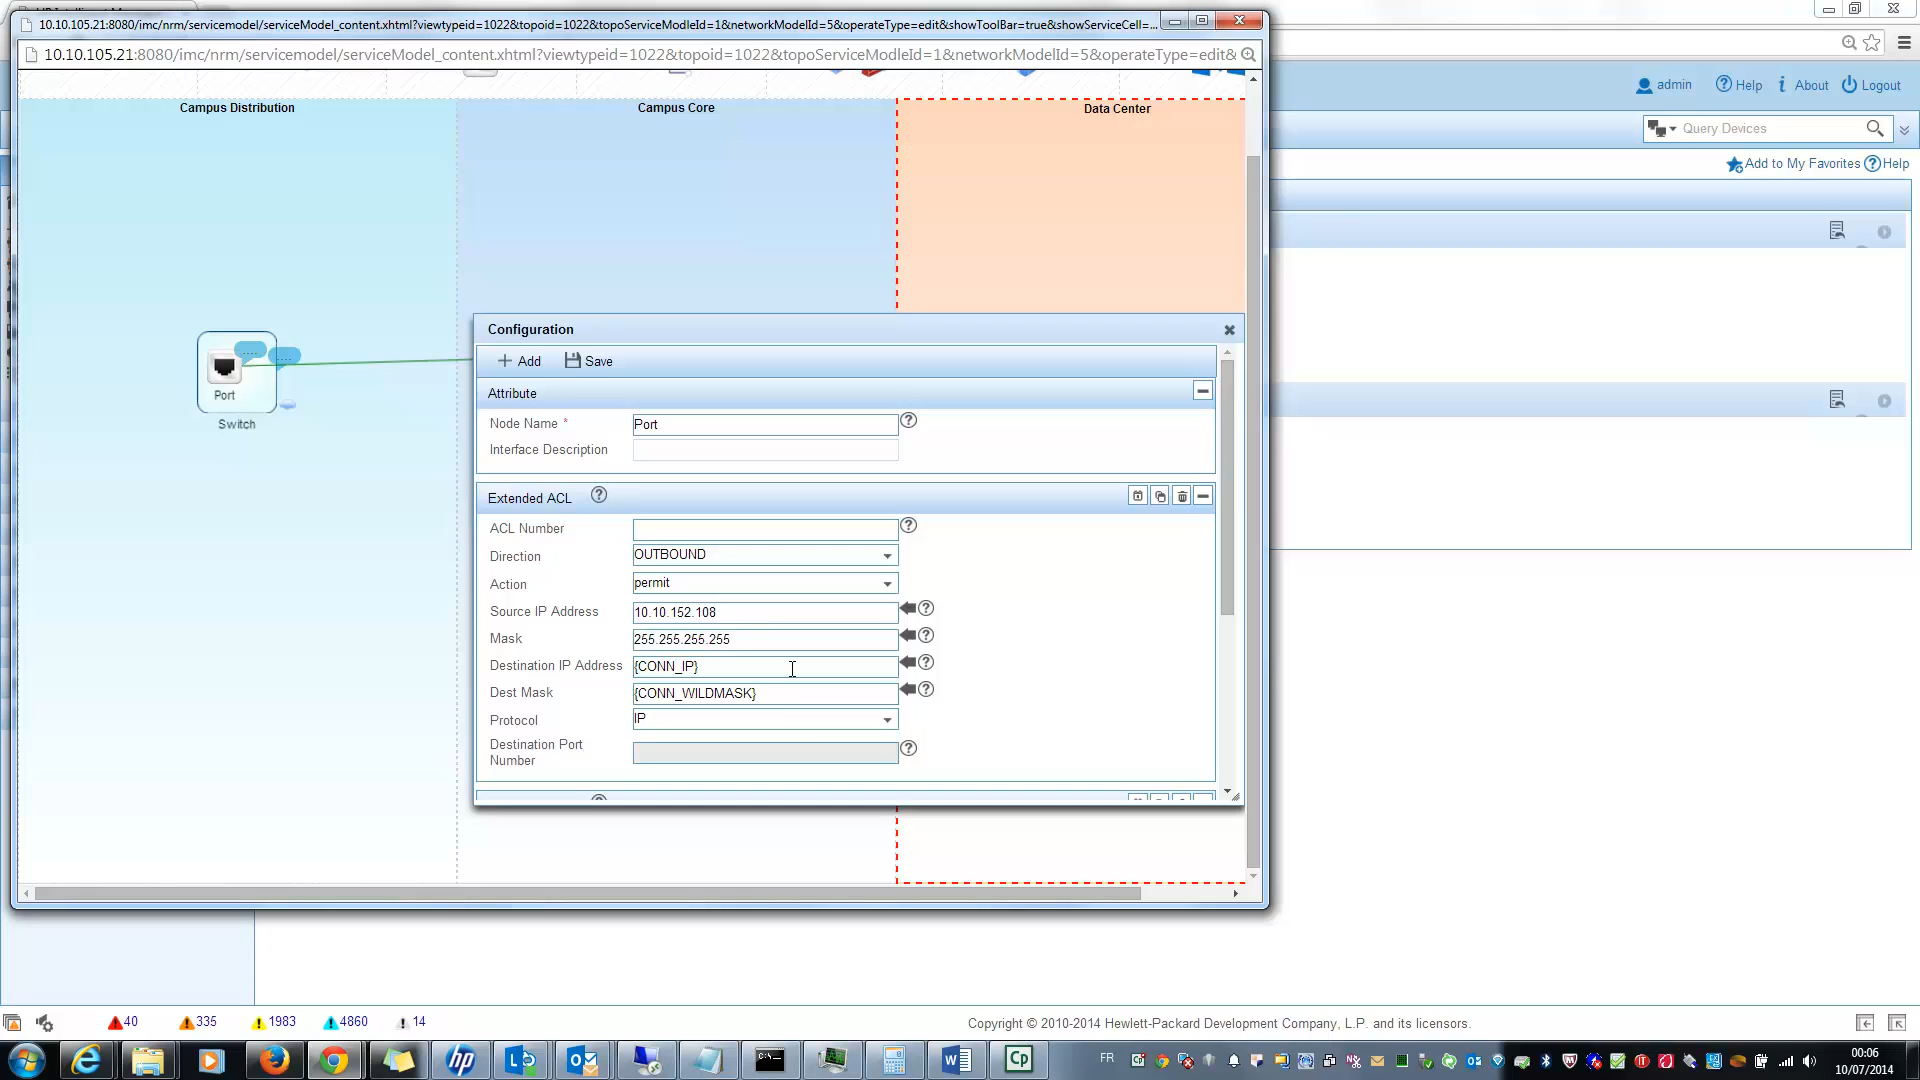 10.10.105.21:8080/imc/nrm/servicemodel/serviceModel_content.xhtml?viewtypeid=1022&topoid=1022&topoServiceModleId=1&networkModelId=5&operateType=edit&showToolBar=true&showServiceCell=...
10.10.105.21:8080/imc/nrm/servicemodel/serviceModel_content.xhtml?viewtypeid=1022&topoid=1022&topoServiceModleId=1&networkModelId=5&operateType=edit&
admin Help About Logout
Query Devices
Add to My Favorites Help
Campus Distribution Campus Core Data Center
Port
Switch
Configuration
Add Save
Attribute
Node Name * Port
Interface Description
Extended ACL
ACL Number
Direction OUTBOUND
Action permit
Source IP Address 10.10.152.108
Mask 255.255.255.255
Destination IP Address {CONN_IP}
Dest Mask {CONN_WILDMASK}
Protocol IP
Destination Port
Number
40 335 1983 4860 14
Copyright © 2010-2014 Hewlett-Packard Development Company, L.P. and its licensors.
FR
00:06
10/07/2014